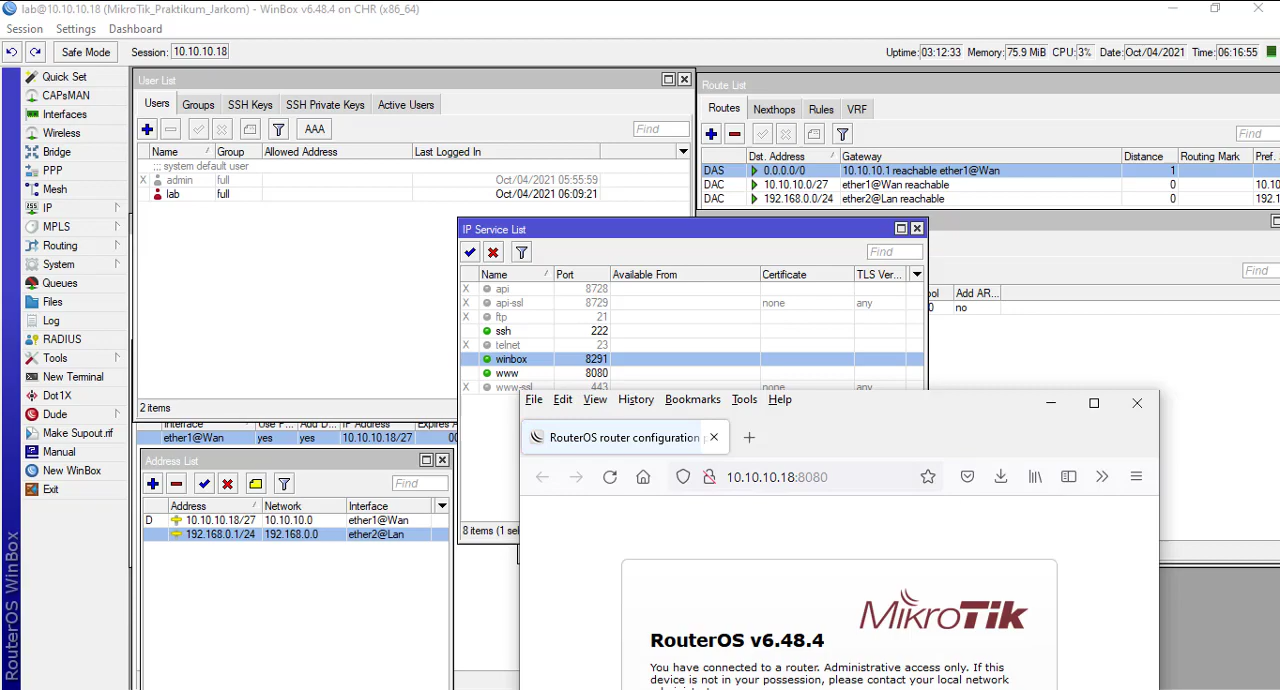 lab@10.10.10.18 (MikroTik_Praktikum_Jarkom) - WinBox v6.48.4 on CHR (x86_64)
Session Settings Dashboard
Safe Mode Session: 10.10.10.18 Uptime: 03:12:33 Memory: 75.9 MiB CPU: 3% Date: Oct/04/2021 Time: 06:16:55
RouterOS WinBox
Quick Set
CAPsMAN
Interfaces
Wireless
Bridge
PPP
Mesh
IP
MPLS
Routing
System
Queues
Files
Log
RADIUS
Tools
New Terminal
Dot1X
Dude
Make Supout.rif
Manual
New WinBox
Exit
User List
Users Groups SSH Keys SSH Private Keys Active Users
AAA Find
Name Group Allowed Address Last Logged In
::: system default user
X admin full Oct/04/2021 05:55:59
lab full Oct/04/2021 06:09:21
2 items
Route List
Routes Nexthops Rules VRF
Find
Dst. Address Gateway Distance Routing Mark Pref.
DAS 0.0.0.0/0 10.10.10.1 reachable ether1@Wan 1
DAC 10.10.10.0/27 ether1@Wan reachable 0 10.10
DAC 192.168.0.0/24 ether2@Lan reachable 0 192.
Find
ool Add AR...
0 no
IP Service List
Find
Name Port Available From Certificate TLS Ver...
X api 8728
X api-ssl 8729 none any
X ftp 21
ssh 222
X telnet 23
winbox 8291
www 8080
X www-ssl 443 none any
8 items (1 sel
Interface Use P... Add D... IP Address Expires A
ether1@Wan yes yes 10.10.10.18/27 00
Address List
Find
Address Network Interface
D 10.10.10.18/27 10.10.10.0 ether1@Wan
192.168.0.1/24 192.168.0.0 ether2@Lan
File Edit View History Bookmarks Tools Help
RouterOS router configuration
10.10.10.18:8080
MikroTik
RouterOS v6.48.4
You have connected to a router. Administrative access only. If this
device is not in your possession, please contact your local network